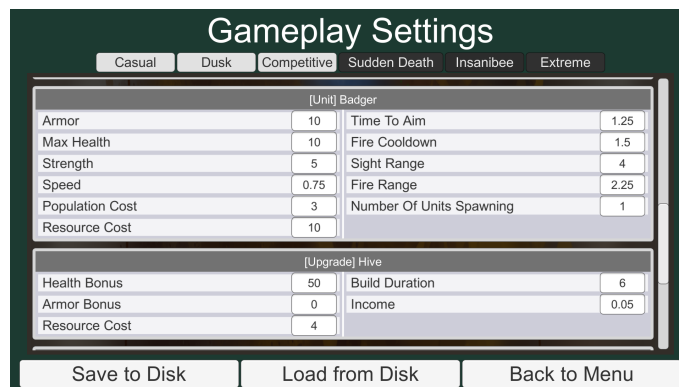 Gameplay Settings
Casual Dusk Competitive Sudden Death Insanibee Extreme
[Unit] Badger
Armor 10 Time To Aim 1.25
Max Health 10 Fire Cooldown 1.5
Strength 5 Sight Range 4
Speed 0.75 Fire Range 2.25
Population Cost 3 Number Of Units Spawning 1
Resource Cost 10
[Upgrade] Hive
Health Bonus 50 Build Duration 6
Armor Bonus 0 Income 0.05
Resource Cost 4
Save to Disk Load from Disk Back to Menu